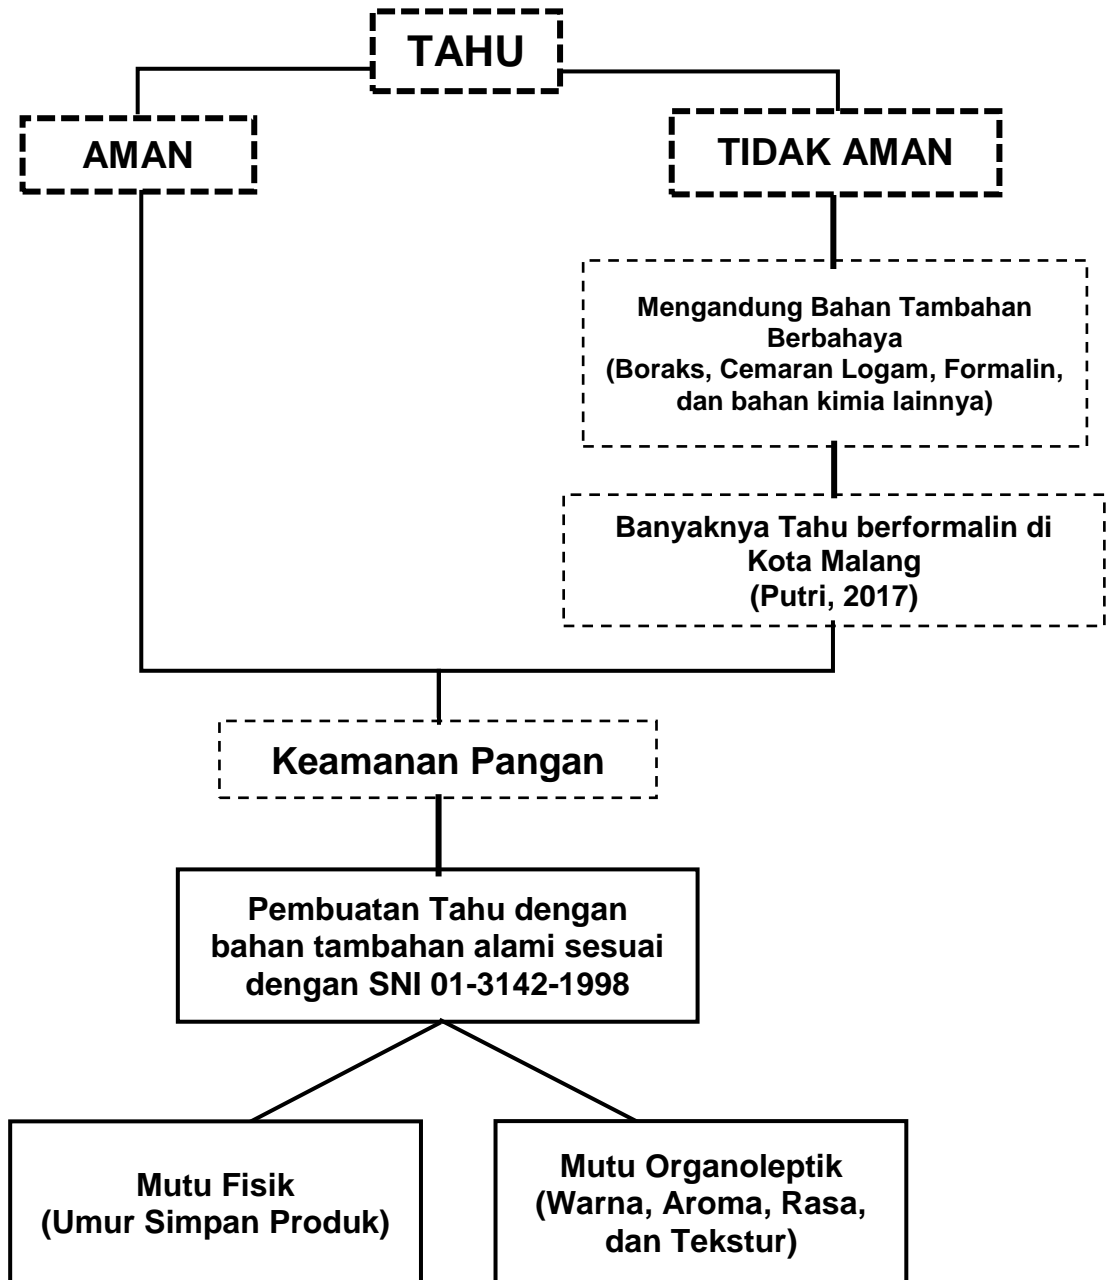 TAHU
AMAN
TIDAK AMAN
Mengandung Bahan Tambahan
Berbahaya
(Boraks, Cemaran Logam, Formalin,
dan bahan kimia lainnya)
Banyaknya Tahu berformalin di
Kota Malang
(Putri, 2017)
Keamanan Pangan
Pembuatan Tahu dengan
bahan tambahan alami sesuai
dengan SNI 01-3142-1998
Mutu Fisik
(Umur Simpan Produk)
Mutu Organoleptik
(Warna, Aroma, Rasa,
dan Tekstur)